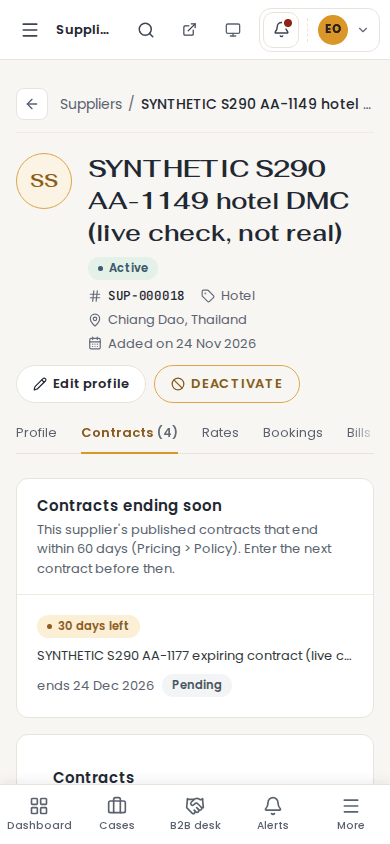 Suppli…
EO
Suppliers / SYNTHETIC S290 AA-1149 hotel …
SS
SYNTHETIC S290
AA-1149 hotel DMC
(live check, not real)
Active
SUP-000018 Hotel
Chiang Dao, Thailand
Added on 24 Nov 2026
Edit profile DEACTIVATE
Profile Contracts (4) Rates Bookings Bills
Contracts ending soon
This supplier's published contracts that end
within 60 days (Pricing > Policy). Enter the next
contract before then.
30 days left
SYNTHETIC S290 AA-1177 expiring contract (live c…
ends 24 Dec 2026 Pending
Contracts
Dashboard Cases B2B desk Alerts More